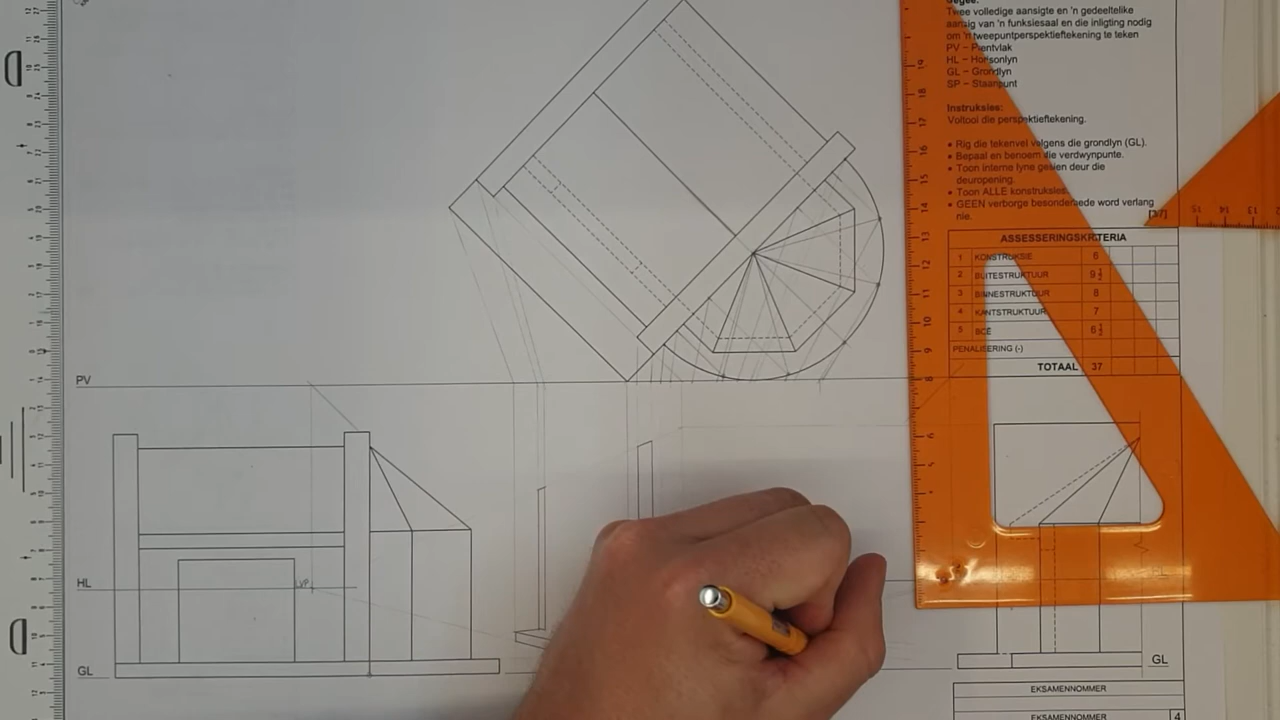 Gegee:
Twee volledige aansigte en 'n gedeeltelike
aansig van 'n funksiesaal en die inligting nodig
om 'n tweepuntperspektieftekening te teken
PV – Prentvlak
HL – Horisonlyn
GL – Grondlyn
SP – Staanpunt
Instruksies:
Voltooi die perspektieftekening.
• Rig die tekenvel volgens die grondlyn (GL).
• Bepaal en benoem die verdwynpunte.
• Toon interne lyne gesien deur die
deuropening.
• Toon ALLE konstruksies.
• GEEN verborge besonderhede word verlang
nie.
[37]
ASSESSERINGSKRITERIA
1 KONSTRUKSIE 6
2 BUITESTRUKTUUR 9½
3 BINNESTRUKTUUR 8
4 KANTSTRUKTUUR 7
5 6½
PENALISERING (-)
TOTAAL 37
PV
HL
LVP
GL
GL
EKSAMENNOMMER
EKSAMENNOMMER
4